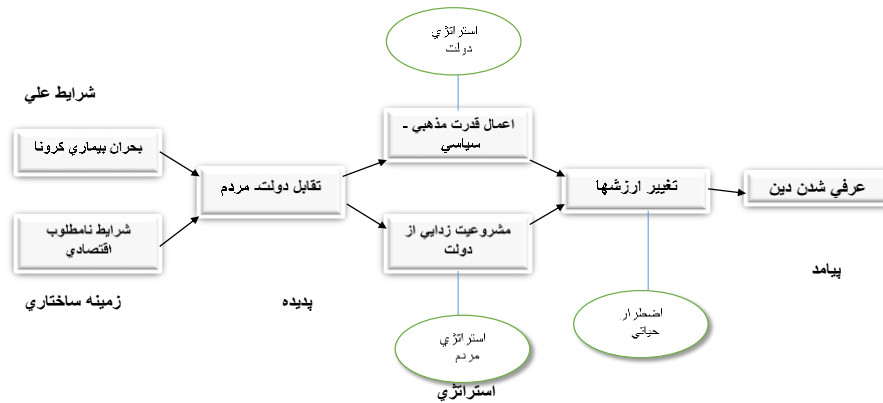 استراتژي
دولت
شرايط علي
اعمال قدرت مذهبي -
سياسي
بحران بيماري كرونا
تقابل دولت- مردم
تغيير ارزشها
عرفي شدن دين
شرايط نامطلوب
اقتصادي
مشروعيت زدايي از
دولت
پيامد
زمينه ساختاري
پديده
اضطرار
حياتي
استراتژي
مردم
استراتژي